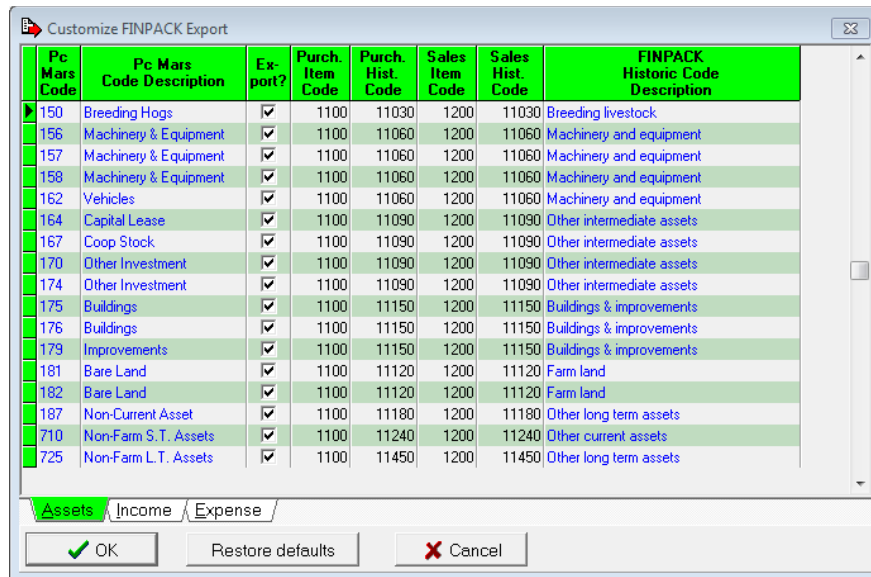 Customize FINPACK Export
Pc Mars Code Pc Mars Code Description Ex-port? Purch. Item Code Purch. Hist. Code Sales Item Code Sales Hist. Code FINPACK Historic Code Description
150 Breeding Hogs 1100 11030 1200 11030 Breeding livestock
156 Machinery & Equipment 1100 11060 1200 11060 Machinery and equipment
157 Machinery & Equipment 1100 11060 1200 11060 Machinery and equipment
158 Machinery & Equipment 1100 11060 1200 11060 Machinery and equipment
162 Vehicles 1100 11060 1200 11060 Machinery and equipment
164 Capital Lease 1100 11090 1200 11090 Other intermediate assets
167 Coop Stock 1100 11090 1200 11090 Other intermediate assets
170 Other Investment 1100 11090 1200 11090 Other intermediate assets
174 Other Investment 1100 11090 1200 11090 Other intermediate assets
175 Buildings 1100 11150 1200 11150 Buildings & improvements
176 Buildings 1100 11150 1200 11150 Buildings & improvements
179 Improvements 1100 11150 1200 11150 Buildings & improvements
181 Bare Land 1100 11120 1200 11120 Farm land
182 Bare Land 1100 11120 1200 11120 Farm land
187 Non-Current Asset 1100 11180 1200 11180 Other long term assets
710 Non-Farm S.T. Assets 1100 11240 1200 11240 Other current assets
725 Non-Farm L.T. Assets 1100 11450 1200 11450 Other long term assets
Assets Income Expense
OK Restore defaults Cancel